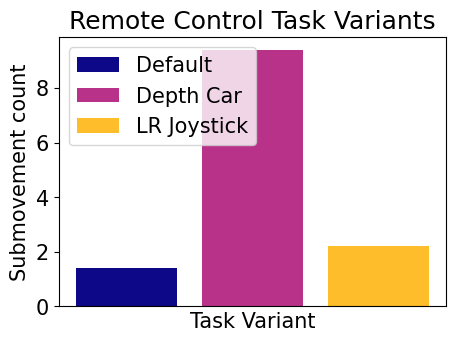 Remote Control Task Variants
Submovement count
8
6
4
2
0
Default
Depth Car
LR Joystick
Task Variant